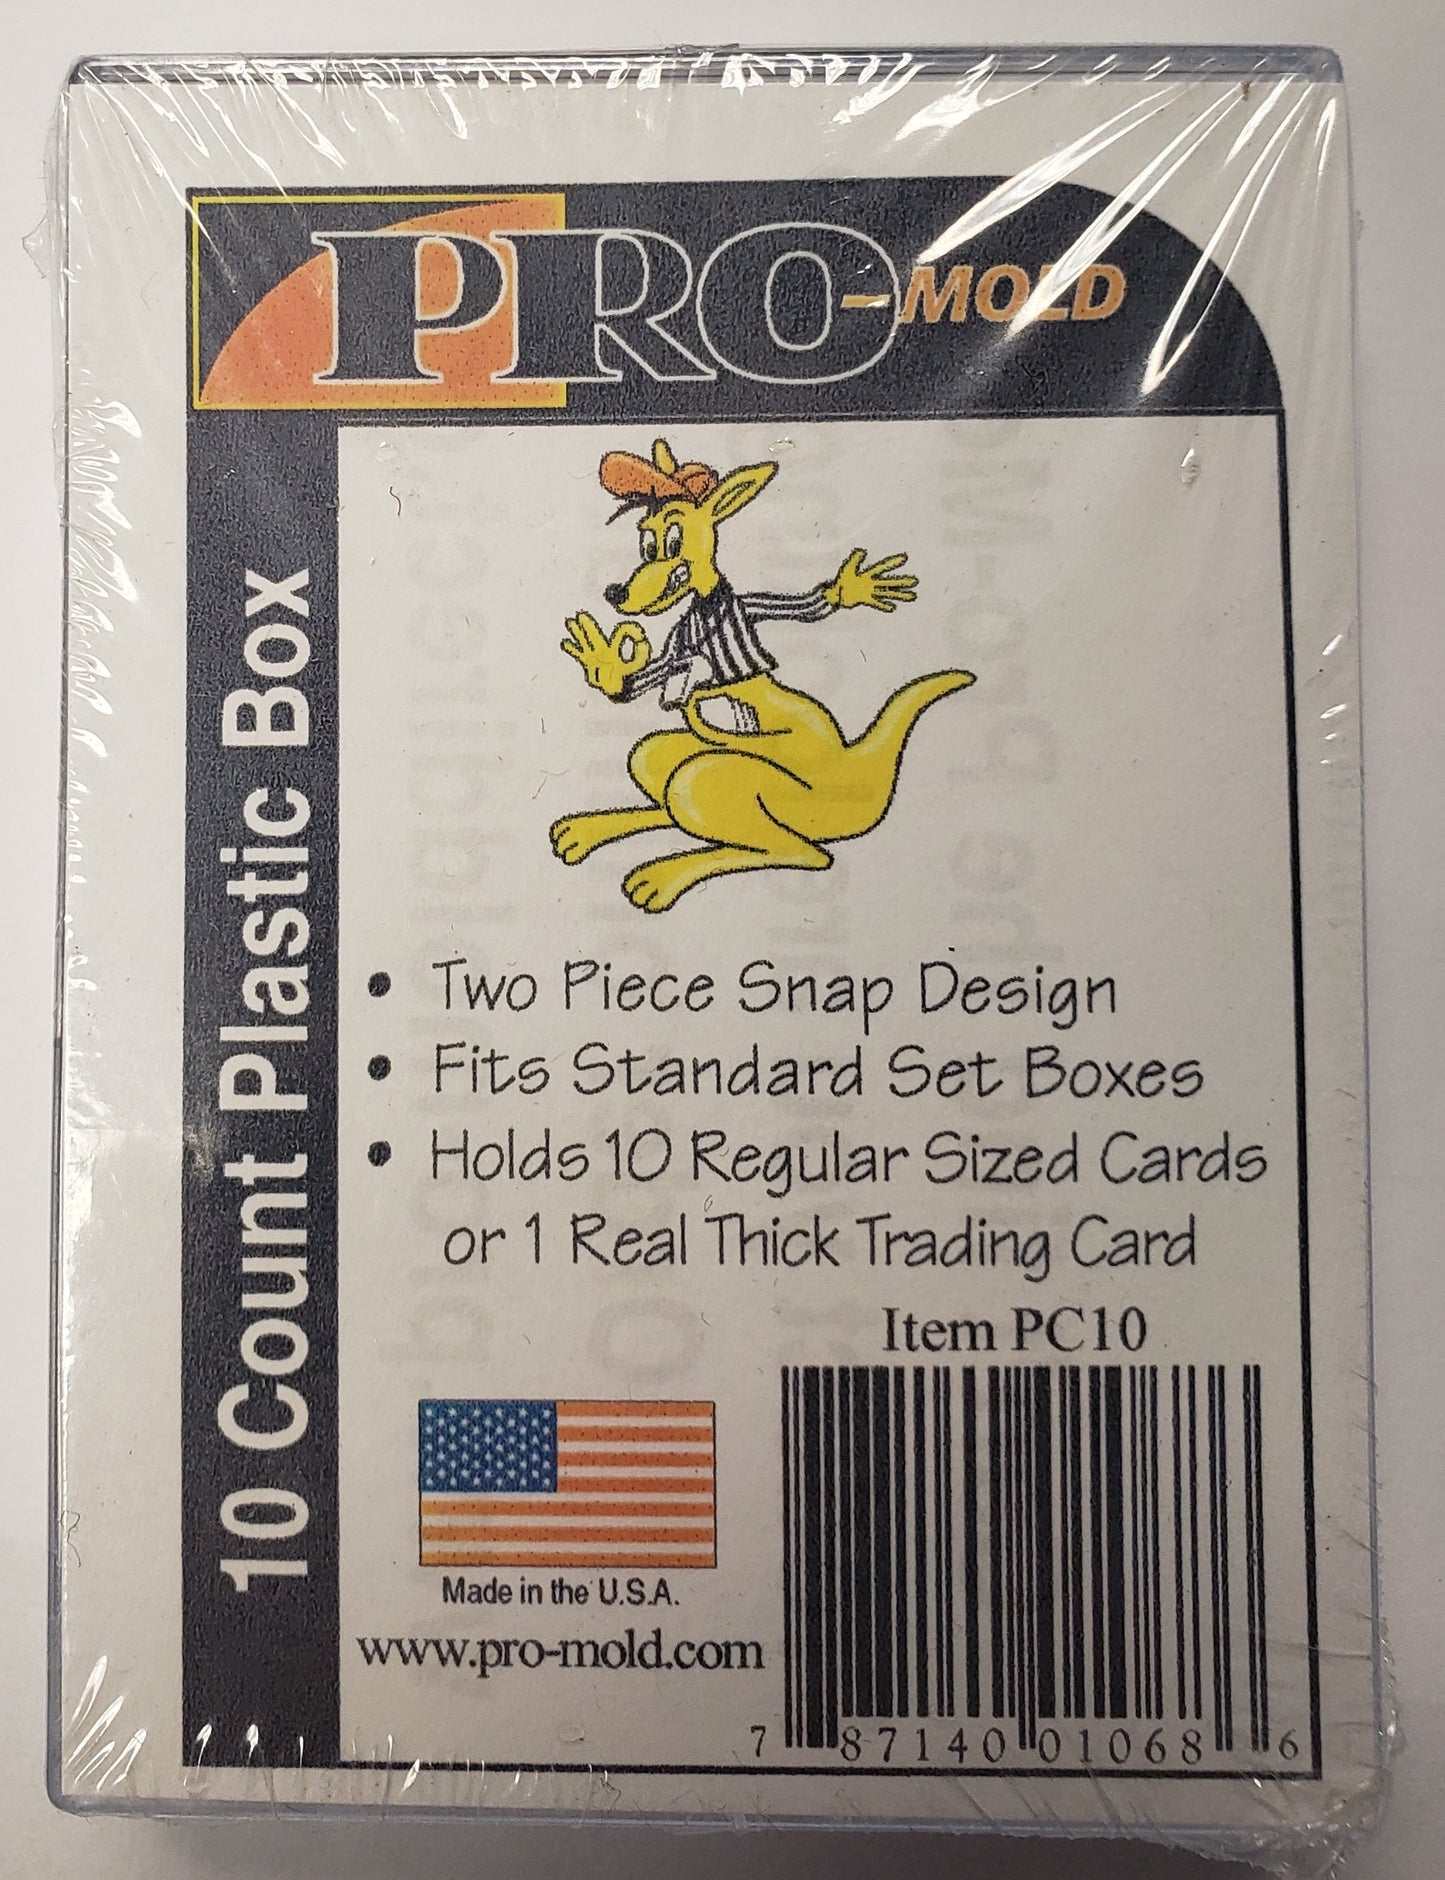 PRO-MOLD
10 Count Plastic Box
• Two Piece Snap Design
• Fits Standard Set Boxes
• Holds 10 Regular Sized Cards
or 1 Real Thick Trading Card
Item PC10
Made in the U.S.A.
www.pro-mold.com
7 87140 01068 6